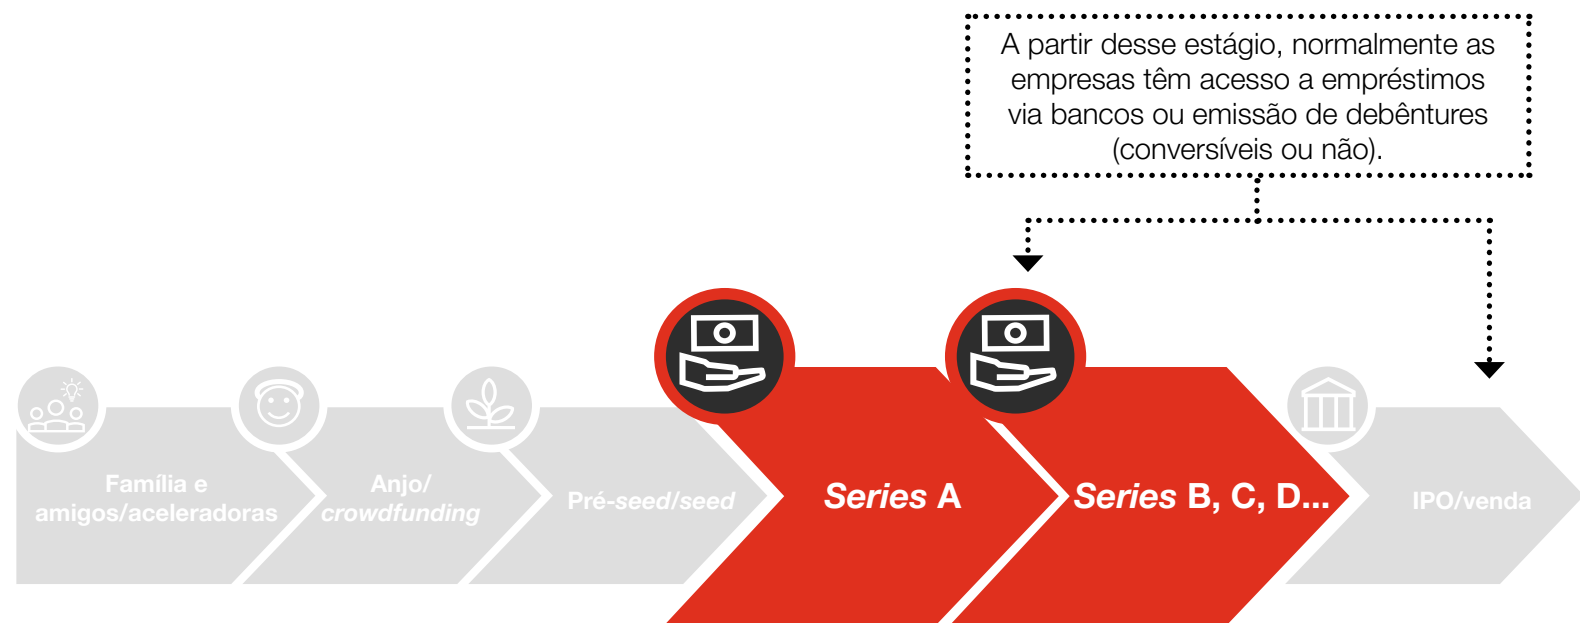 A partir desse estágio, normalmente as
empresas têm acesso a empréstimos
via bancos ou emissão de debêntures
(conversíveis ou não).
Família e
amigos/aceleradoras
Anjo/
crowdfunding
Pré-seed/seed
Series A
Series B, C, D...
IPO/venda